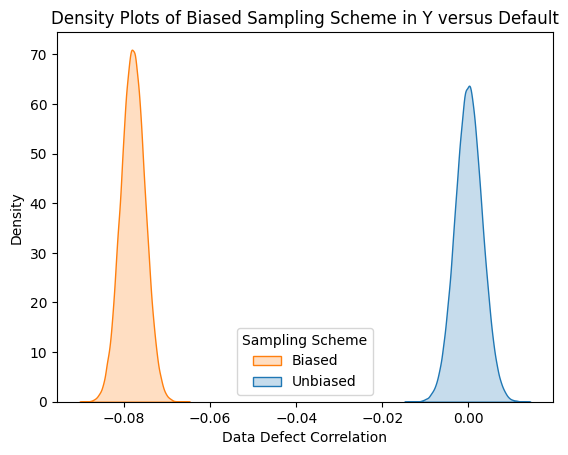 Density Plots of Biased Sampling Scheme in Y versus Default
Density
70
60
50
40
30
20
10
0
Sampling Scheme
Biased
Unbiased
−0.08
−0.06
−0.04
−0.02
0.00
Data Defect Correlation